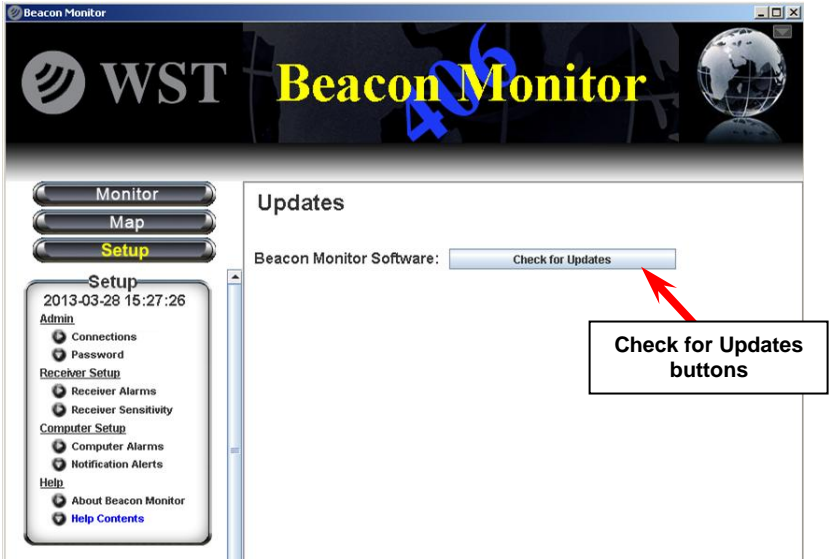 Beacon Monitor
WST
Beacon Monitor
406
Monitor
Map
Setup
Setup
2013-03-28 15:27:26
Admin
Connections
Password
Receiver Setup
Receiver Alarms
Receiver Sensitivity
Computer Setup
Computer Alarms
Notification Alerts
Help
About Beacon Monitor
Help Contents
Updates
Beacon Monitor Software:
Check for Updates
Check for Updates
buttons